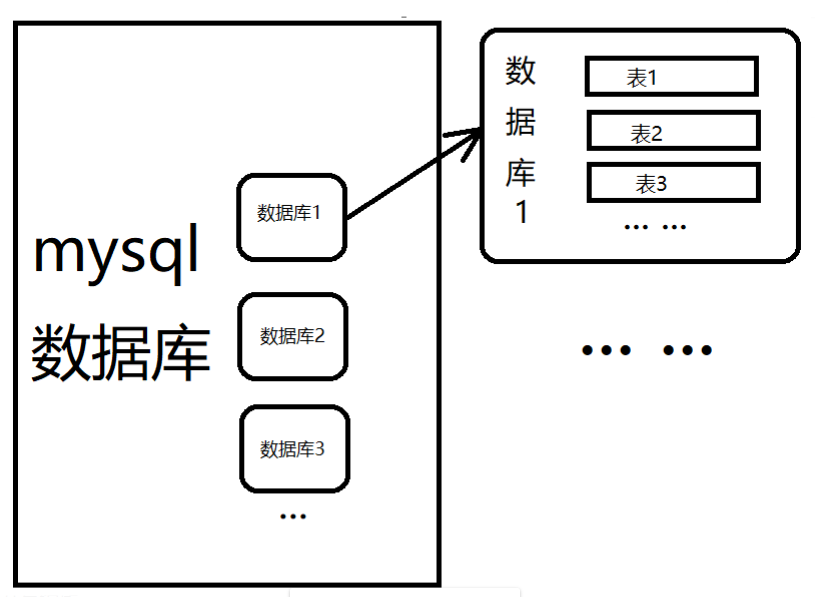 mysql
数据库
数据库1
数据库2
数据库3
...
数
据
库
1
表1
表2
表3
... ...
... ...